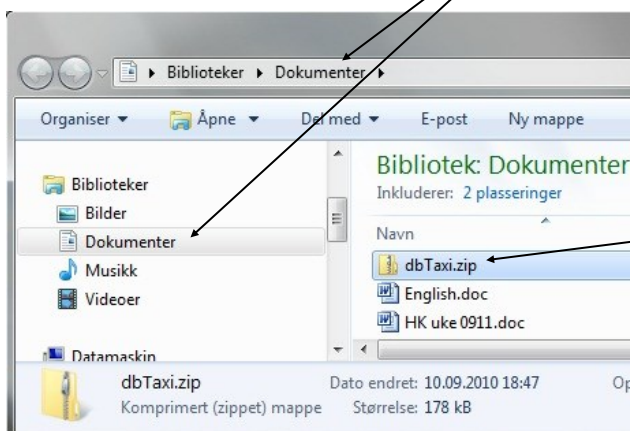 Biblioteker Dokumenter
Organiser Åpne Del med E-post Ny mappe
Biblioteker
Bilder
Dokumenter
Musikk
Videoer
Datamaskin
Bibliotek: Dokumenter
Inkluderer: 2 plasseringer
Navn
dbTaxi.zip
English.doc
HK uke 0911.doc
dbTaxi.zip Dato endret: 10.09.2010 18:47
Komprimert (zippet) mappe Størrelse: 178 kB